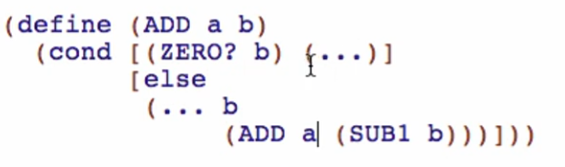 (define (ADD a b)
(cond [(ZERO? b) (...)]
[else
(... b
(ADD a (SUB1 b)))]))